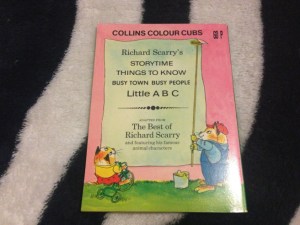 COLLINS COLOUR CUBS
Richard Scarry's
STORYTIME
THINGS TO KNOW
BUSY TOWN BUSY PEOPLE
Little A B C
ADAPTED FROM
The Best of
Richard Scarry
and featuring his famous
animal characters